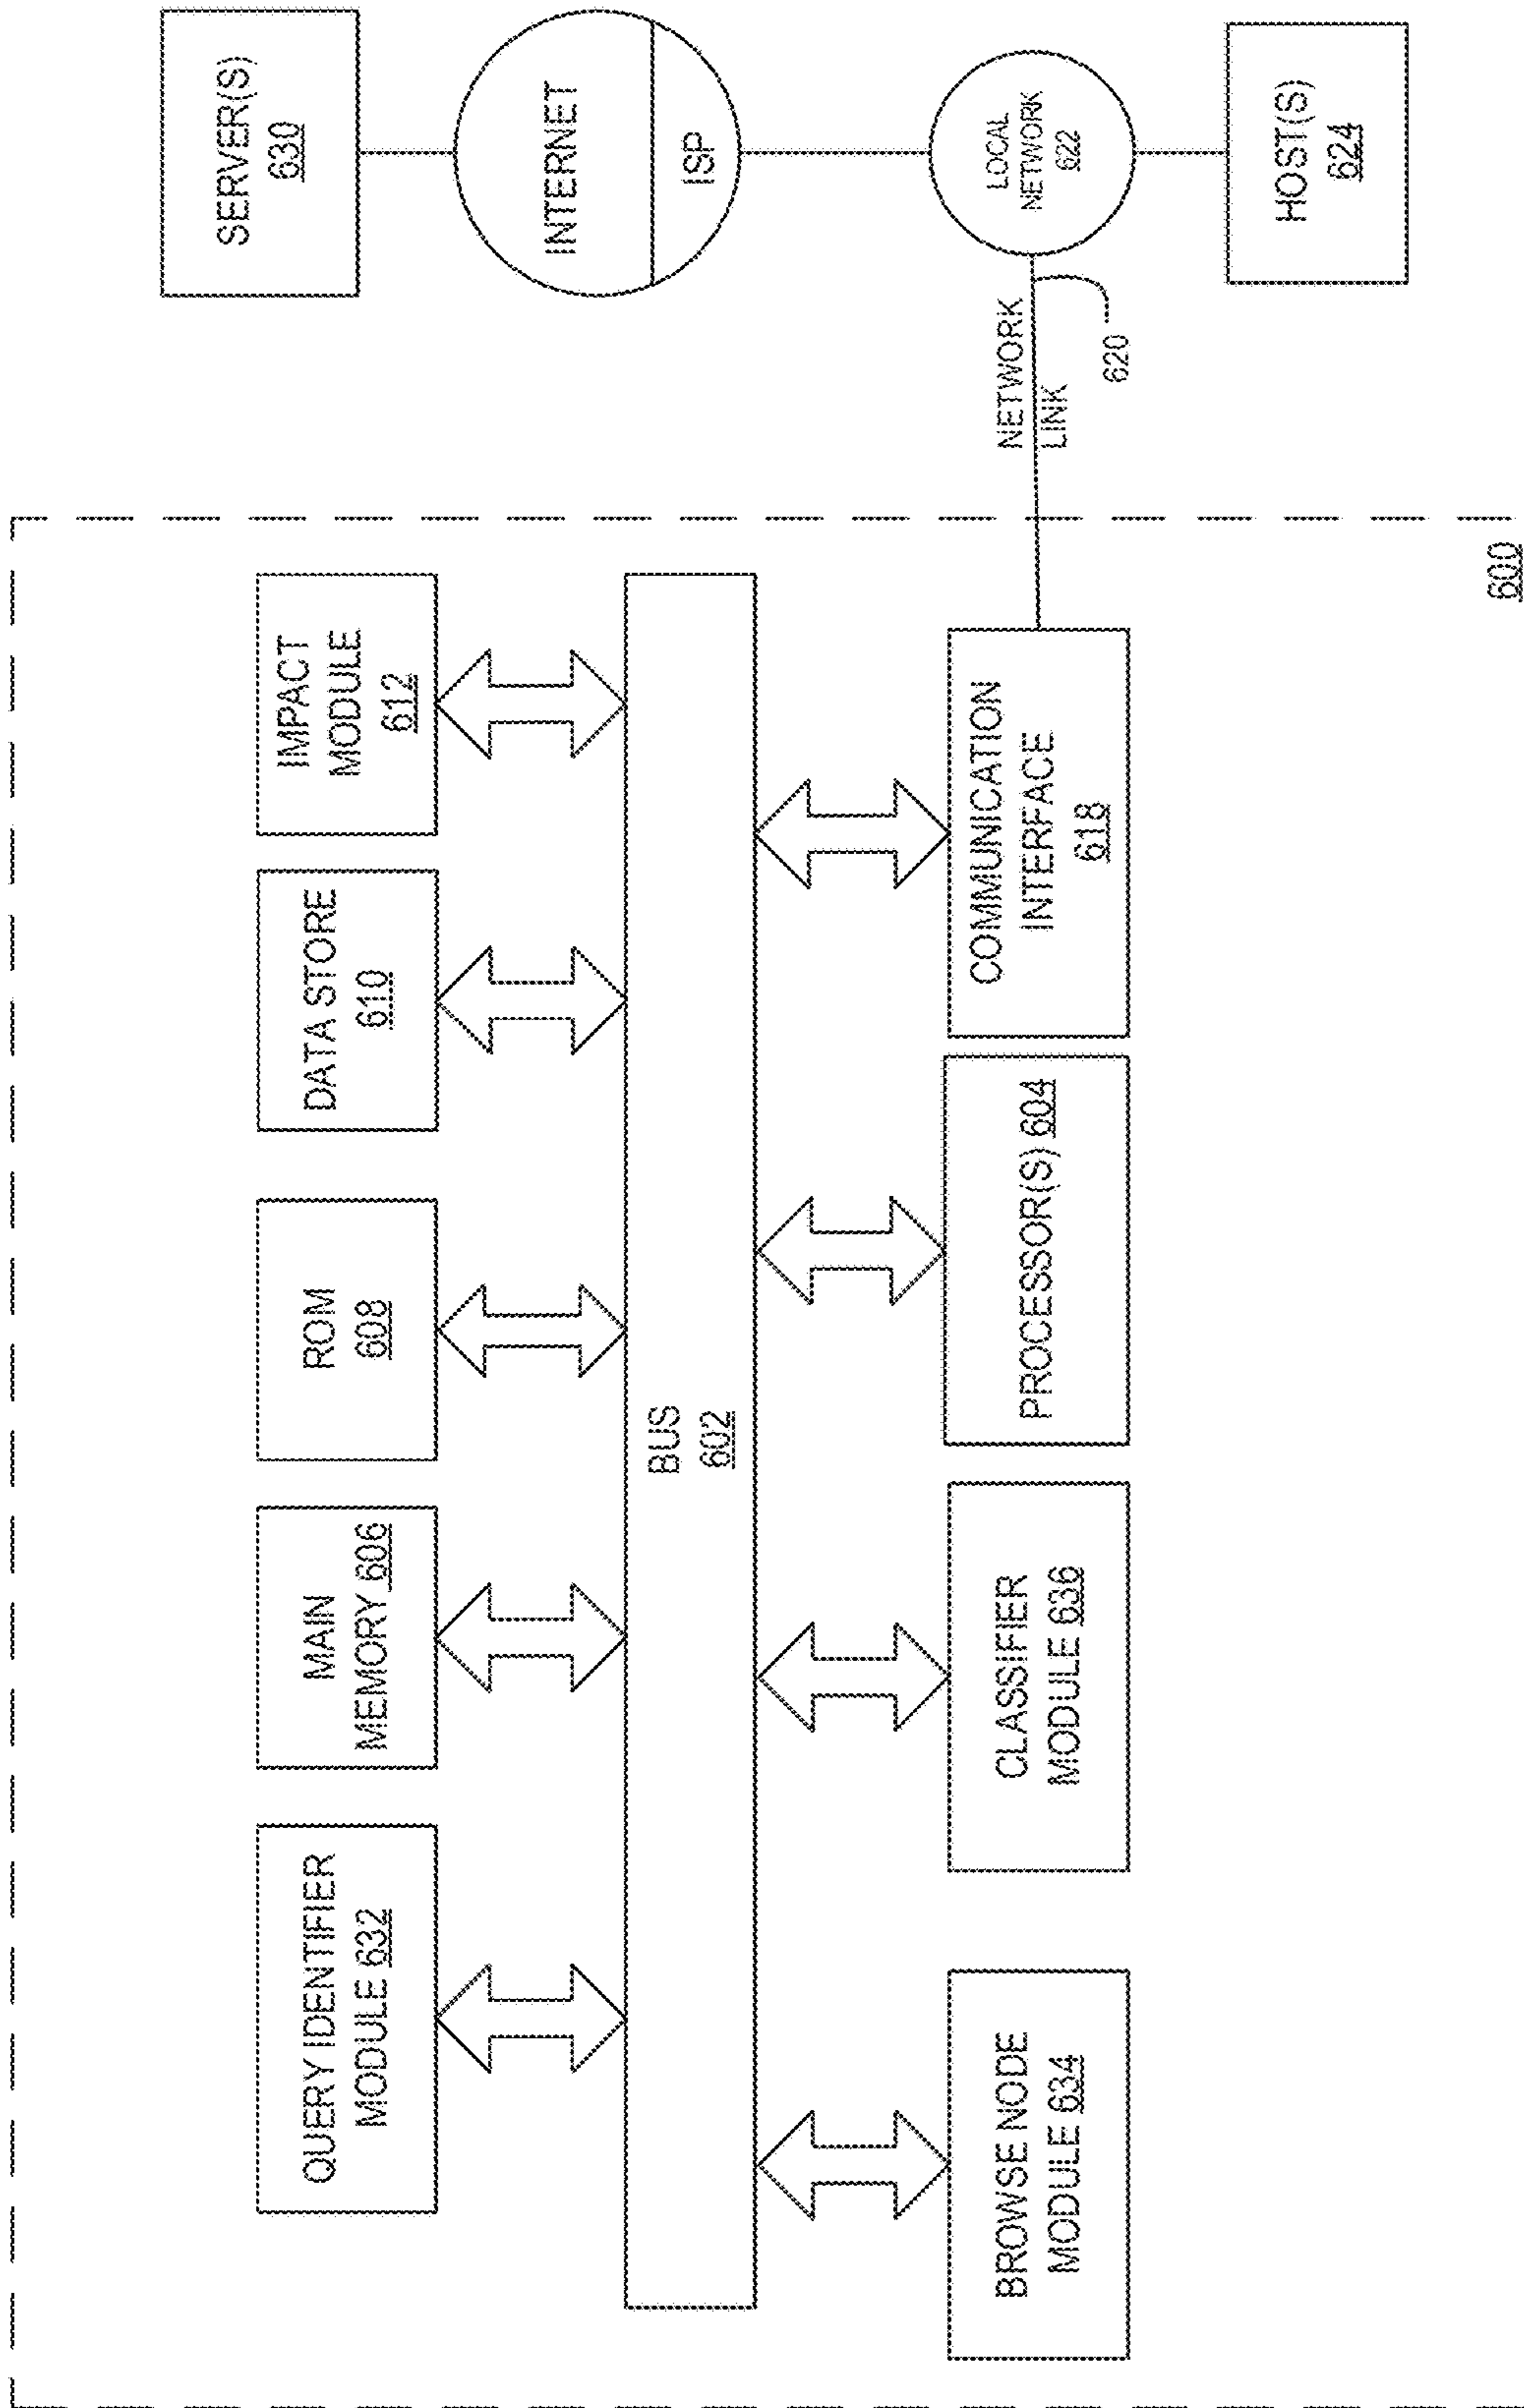 QUERY IDENTIFIER
MODULE 632
MAIN
MEMORY 606
ROM
608
DATA STORE
610
IMPACT
MODULE
612
BUS
602
BROWSE NODE
MODULE 634
CLASSIFIER
MODULE 636
PROCESSOR(S) 604
COMMUNICATION
INTERFACE
618
600
SERVER(S)
630
INTERNET
ISP
LOCAL
NETWORK
622
NETWORK
LINK
620
HOST(S)
624